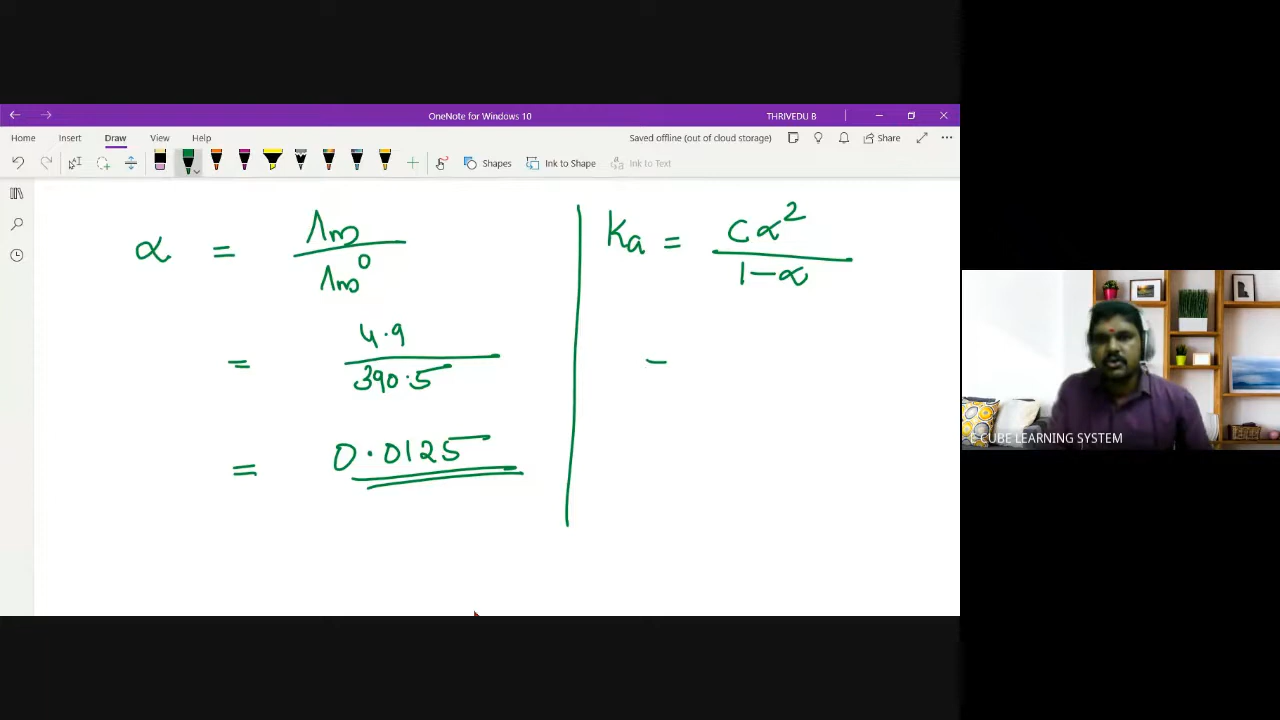 OneNote for Windows 10
THRIVEDU B
Home Insert Draw View Help
Saved offline (out of cloud storage)
Share
Shapes
Ink to Shape
Ink to Text
α = Λm / Λm⁰
= 4.9 / 390.5
= 0.0125
Ka = Cα² / 1-α
=
C CUBE LEARNING SYSTEM